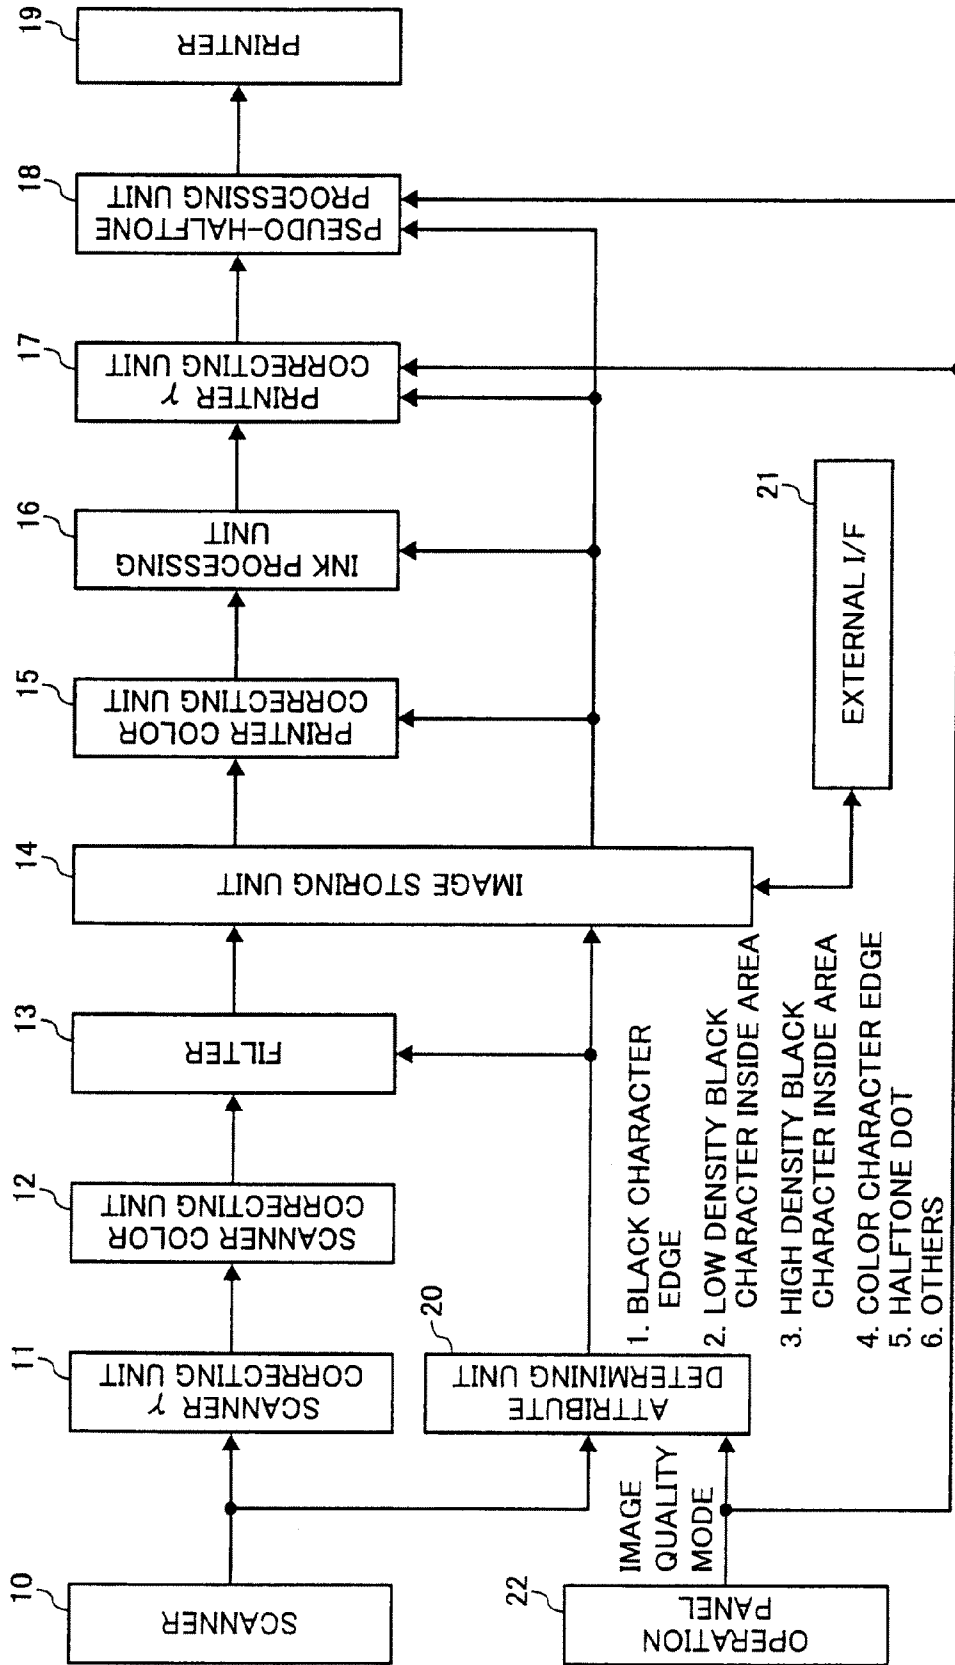 10
SCANNER
11
SCANNER γ
CORRECTING UNIT
12
SCANNER COLOR
CORRECTING UNIT
13
FILTER
14
IMAGE STORING UNIT
15
PRINTER COLOR
CORRECTING UNIT
16
INK PROCESSING
UNIT
17
PRINTER γ
CORRECTING UNIT
18
PSEUDO-HALFTONE
PROCESSING UNIT
19
PRINTER
20
ATTRIBUTE
DETERMINING UNIT
1. BLACK CHARACTER
EDGE
2. LOW DENSITY BLACK
CHARACTER INSIDE AREA
3. HIGH DENSITY BLACK
CHARACTER INSIDE AREA
4. COLOR CHARACTER EDGE
5. HALFTONE DOT
6. OTHERS
21
EXTERNAL I/F
22
OPERATION
PANEL
IMAGE
QUALITY
MODE